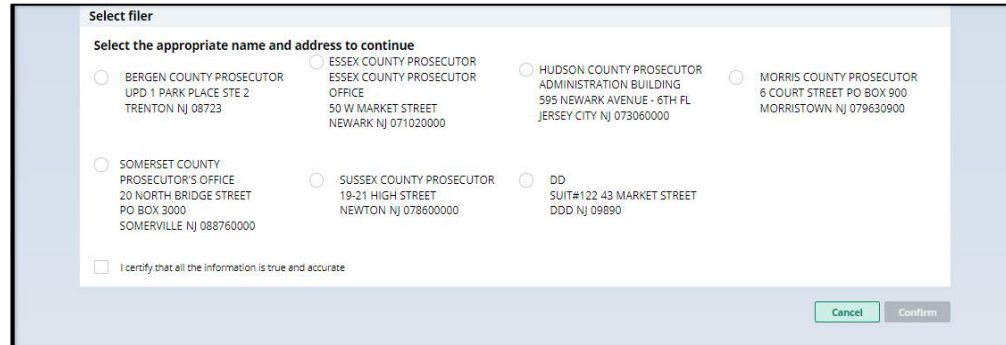 Select filer
Select the appropriate name and address to continue
BERGEN COUNTY PROSECUTOR
UPD 1 PARK PLACE STE 2
TRENTON NJ 08723
ESSEX COUNTY PROSECUTOR
ESSEX COUNTY PROSECUTOR
OFFICE
50 W MARKET STREET
NEWARK NJ 071020000
HUDSON COUNTY PROSECUTOR
ADMINISTRATION BUILDING
595 NEWARK AVENUE - 6TH FL
JERSEY CITY NJ 073060000
MORRIS COUNTY PROSECUTOR
6 COURT STREET PO BOX 900
MORRISTOWN NJ 079630900
SOMERSET COUNTY
PROSECUTOR'S OFFICE
20 NORTH BRIDGE STREET
PO BOX 3000
SOMERVILLE NJ 088760000
SUSSEX COUNTY PROSECUTOR
19-21 HIGH STREET
NEWTON NJ 078600000
DD
SUIT#122 43 MARKET STREET
DDD NJ 09890
I certify that all the information is true and accurate
Cancel
Confirm